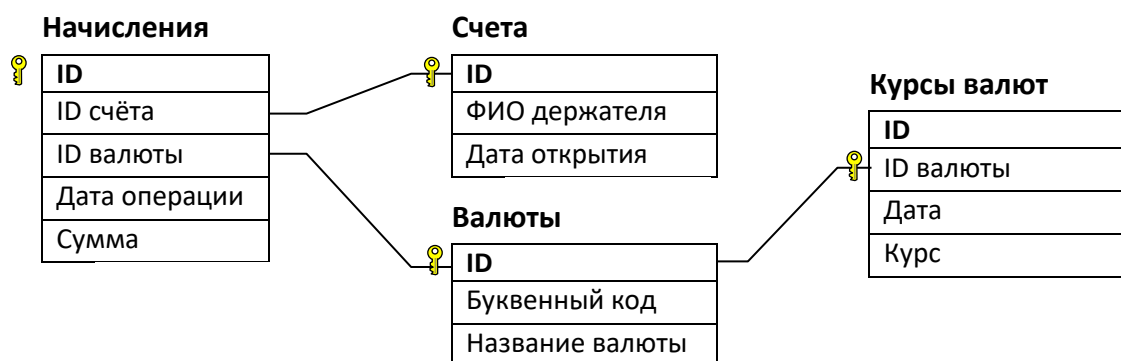 Начисления
ID
ID счёта
ID валюты
Дата операции
Сумма
Счета
ID
ФИО держателя
Дата открытия
Валюты
ID
Буквенный код
Название валюты
Курсы валют
ID
ID валюты
Дата
Курс